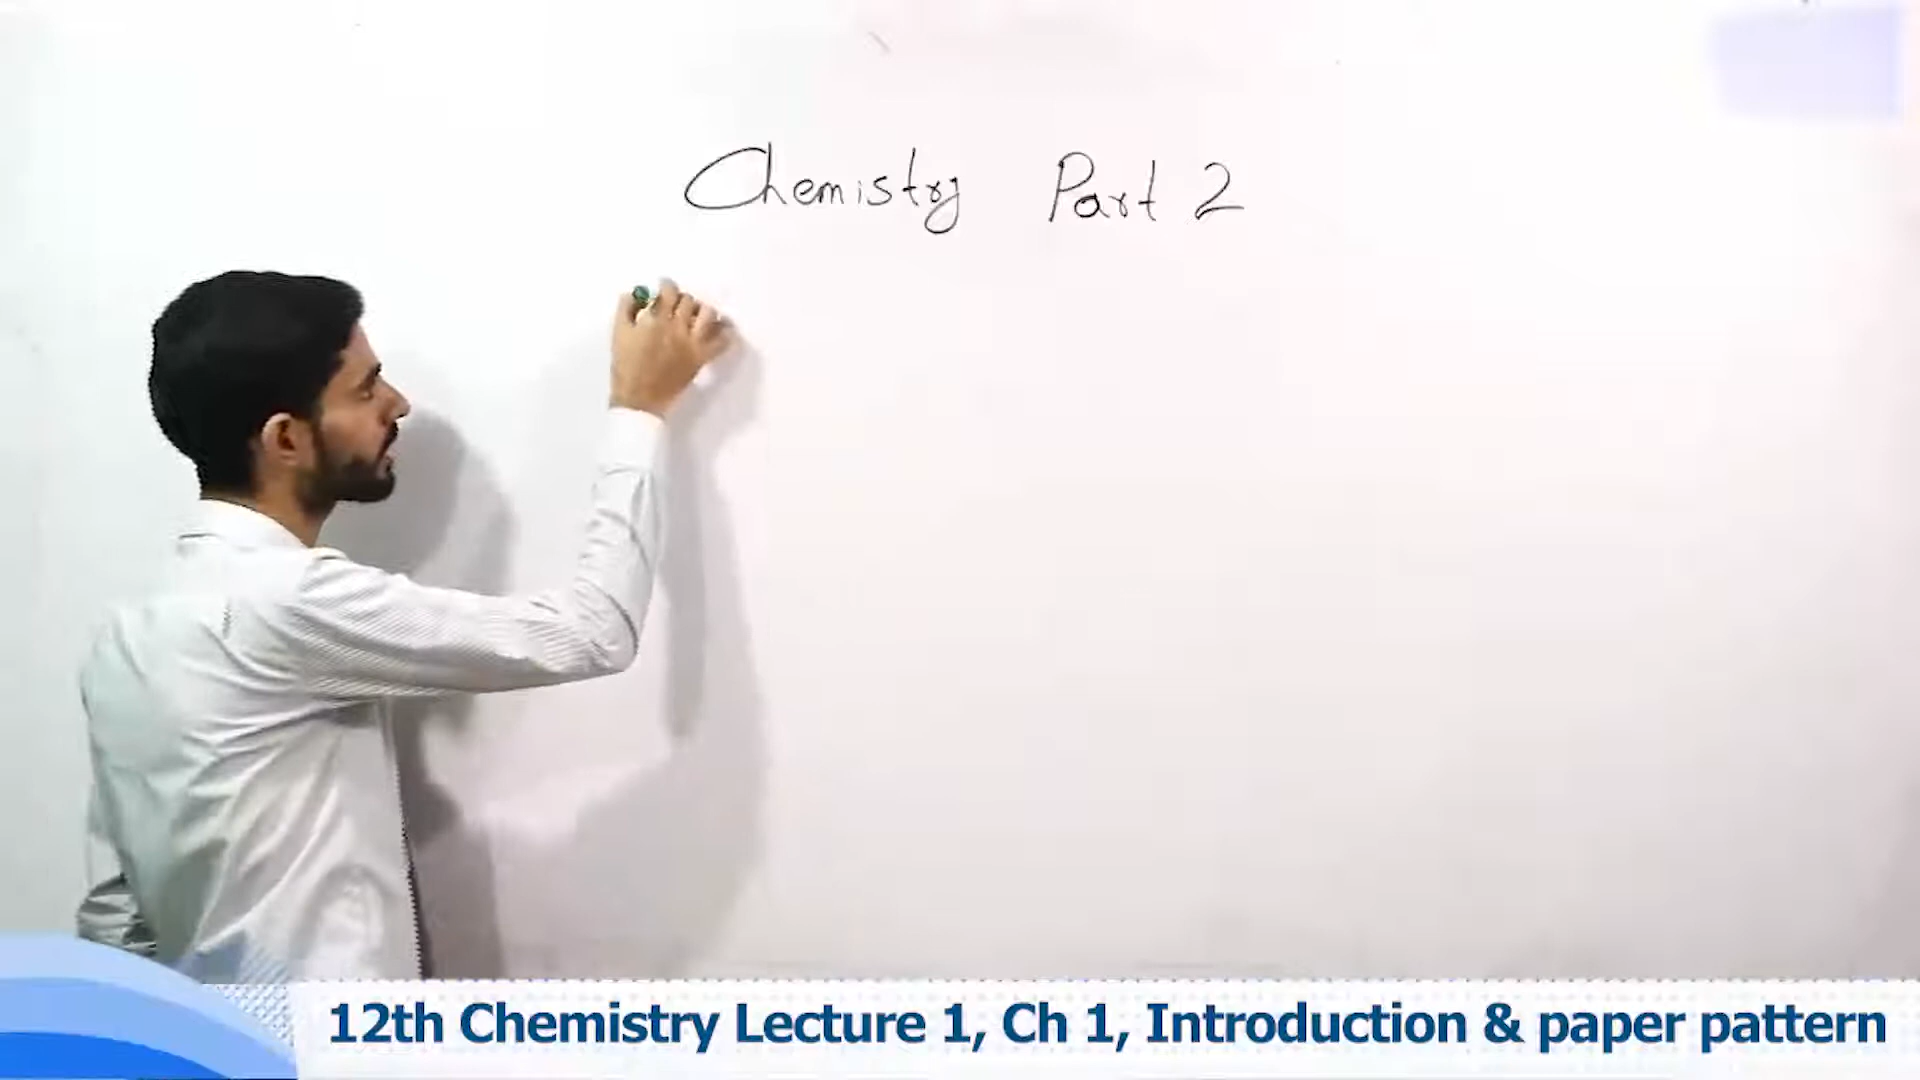 Chemistry Part 2
12th Chemistry Lecture 1, Ch 1, Introduction & paper pattern